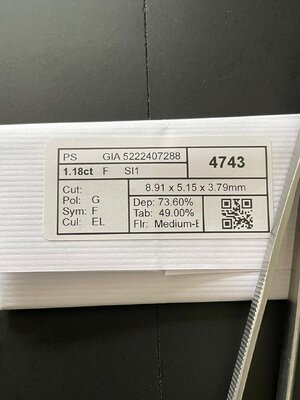 PS GIA 5222407288 4743
1.18ct F SI1
Cut: 8.91 x 5.15 x 3.79mm
Pol: G Dep: 73.60%
Sym: F Tab: 49.00%
Cul: EL Flr: Medium-E